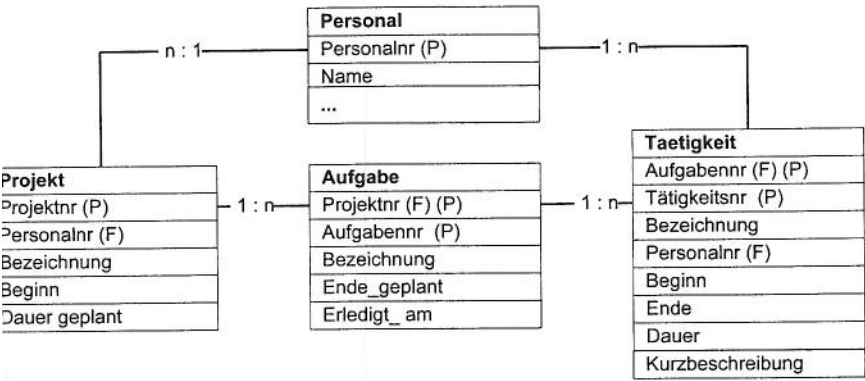 Personal
Personalnr (P)
Name
...
n : 1
1 : n
Projekt
Projektnr (P)
Personalnr (F)
Bezeichnung
Beginn
Dauer geplant
1 : n
Aufgabe
Projektnr (F) (P)
Aufgabennr (P)
Bezeichnung
Ende_geplant
Erledigt_ am
1 : n
Taetigkeit
Aufgabennr (F) (P)
Tätigkeitsnr (P)
Bezeichnung
Personalnr (F)
Beginn
Ende
Dauer
Kurzbeschreibung